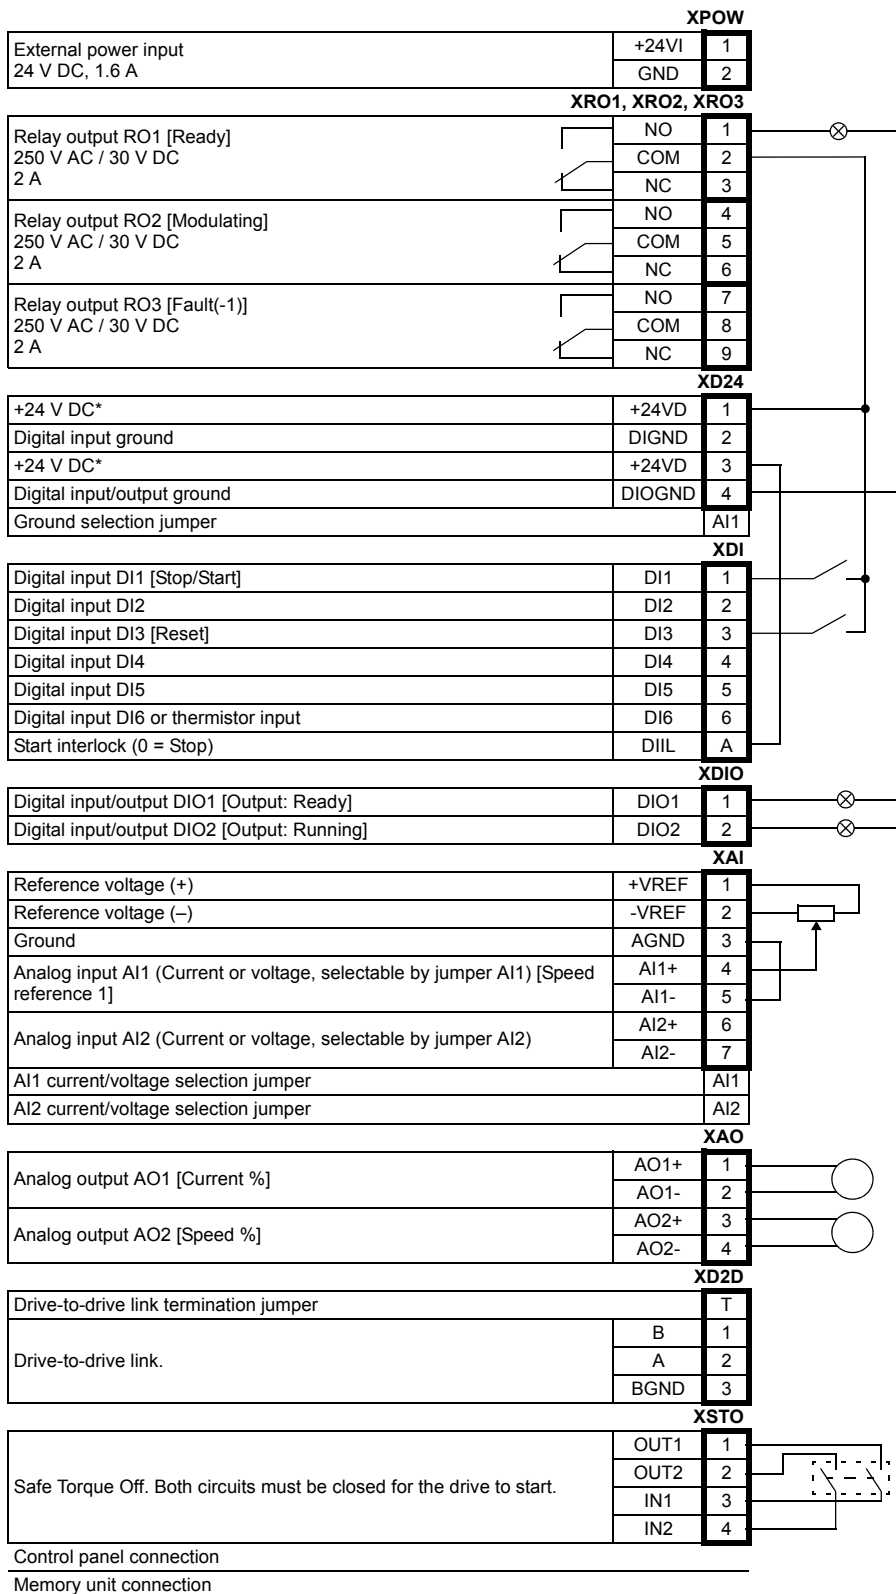 XPOW
External power input
24 V DC, 1.6 A
+24VI 1
GND 2
XRO1, XRO2, XRO3
Relay output RO1 [Ready]
250 V AC / 30 V DC
2 A
NO 1
COM 2
NC 3
Relay output RO2 [Modulating]
250 V AC / 30 V DC
2 A
NO 4
COM 5
NC 6
Relay output RO3 [Fault(-1)]
250 V AC / 30 V DC
2 A
NO 7
COM 8
NC 9
XD24
+24 V DC* +24VD 1
Digital input ground DIGND 2
+24 V DC* +24VD 3
Digital input/output ground DIOGND 4
Ground selection jumper AI1
XDI
Digital input DI1 [Stop/Start] DI1 1
Digital input DI2 DI2 2
Digital input DI3 [Reset] DI3 3
Digital input DI4 DI4 4
Digital input DI5 DI5 5
Digital input DI6 or thermistor input DI6 6
Start interlock (0 = Stop) DIIL A
XDIO
Digital input/output DIO1 [Output: Ready] DIO1 1
Digital input/output DIO2 [Output: Running] DIO2 2
XAI
Reference voltage (+) +VREF 1
Reference voltage (–) -VREF 2
Ground AGND 3
Analog input AI1 (Current or voltage, selectable by jumper AI1) [Speed
reference 1]
AI1+ 4
AI1- 5
Analog input AI2 (Current or voltage, selectable by jumper AI2)
AI2+ 6
AI2- 7
AI1 current/voltage selection jumper AI1
AI2 current/voltage selection jumper AI2
XAO
Analog output AO1 [Current %]
AO1+ 1
AO1- 2
Analog output AO2 [Speed %]
AO2+ 3
AO2- 4
XD2D
Drive-to-drive link termination jumper T
Drive-to-drive link.
B 1
A 2
BGND 3
XSTO
Safe Torque Off. Both circuits must be closed for the drive to start.
OUT1 1
OUT2 2
IN1 3
IN2 4
Control panel connection
Memory unit connection